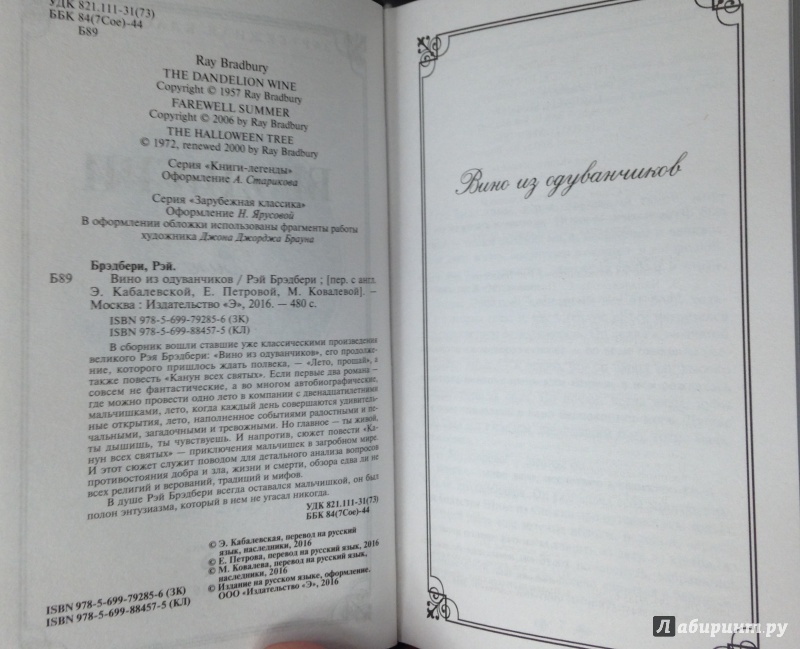 УДК 821.111-31(73)
ББК 84(7Сое)-44
Б89
Ray Bradbury
THE DANDELION WINE
Copyright © 1957 Ray Bradbury
FAREWELL SUMMER
Copyright © 2006 by Ray Bradbury
THE HALLOWEEN TREE
© 1972, renewed 2000 by Ray Bradbury
Серия «Книги-легенды»
Оформление А. Старикова
Серия «Зарубежная классика»
Оформление Н. Ярусовой
В оформлении обложки использованы фрагменты работы
художника Джона Джорджа Брауна
Брэдбери, Рэй.
Б89 Вино из одуванчиков / Рэй Брэдбери ; [пер. с англ.
Э. Кабалевской, Е. Петровой, М. Ковалевой]. –
Москва : Издательство «Э», 2016. – 480 с.
ISBN 978-5-699-79285-6 (ЗК)
ISBN 978-5-699-88457-5 (КЛ)
В сборник вошли ставшие уже классическими произведения
великого Рэя Брэдбери: «Вино из одуванчиков», его продолже-
ние, которого пришлось ждать полвека, – «Лето, прощай», а
также повесть «Канун всех святых». Если первые два романа –
совсем не фантастические, а во многом автобиографические,
где можно провести одно лето в компании с двенадцатилетними
мальчишками, лето, когда каждый день совершаются удивитель-
ные открытия, лето, наполненное событиями радостными и пе-
чальными, загадочными и тревожными. Но главное – ты живой,
ты дышишь, ты чувствуешь. И напротив, сюжет повести «Ка-
нун всех святых» – приключения мальчишек в загробном мире.
И этот сюжет служит поводом для детального анализа вопросов
противостояния добра и зла, жизни и смерти, обзора едва ли не
всех религий и верований, традиций и мифов.
В душе Рэй Брэдбери всегда оставался мальчишкой, он был
полон энтузиазма, который в нем не угасал никогда.
УДК 821.111-31(73)
ББК 84(7Сое)-44
© Э. Кабалевская, перевод на русский
язык, наследники, 2016
© Е. Петрова, перевод на русский язык, 2016
© М. Ковалева, перевод на русский язык,
наследники, 2016
© Издание на русском языке, оформление.
ООО «Издательство «Э», 2016
ISBN 978-5-699-79285-6 (ЗК)
ISBN 978-5-699-88457-5 (КЛ)
Вино из одуванчиков
Лабиринт.ру